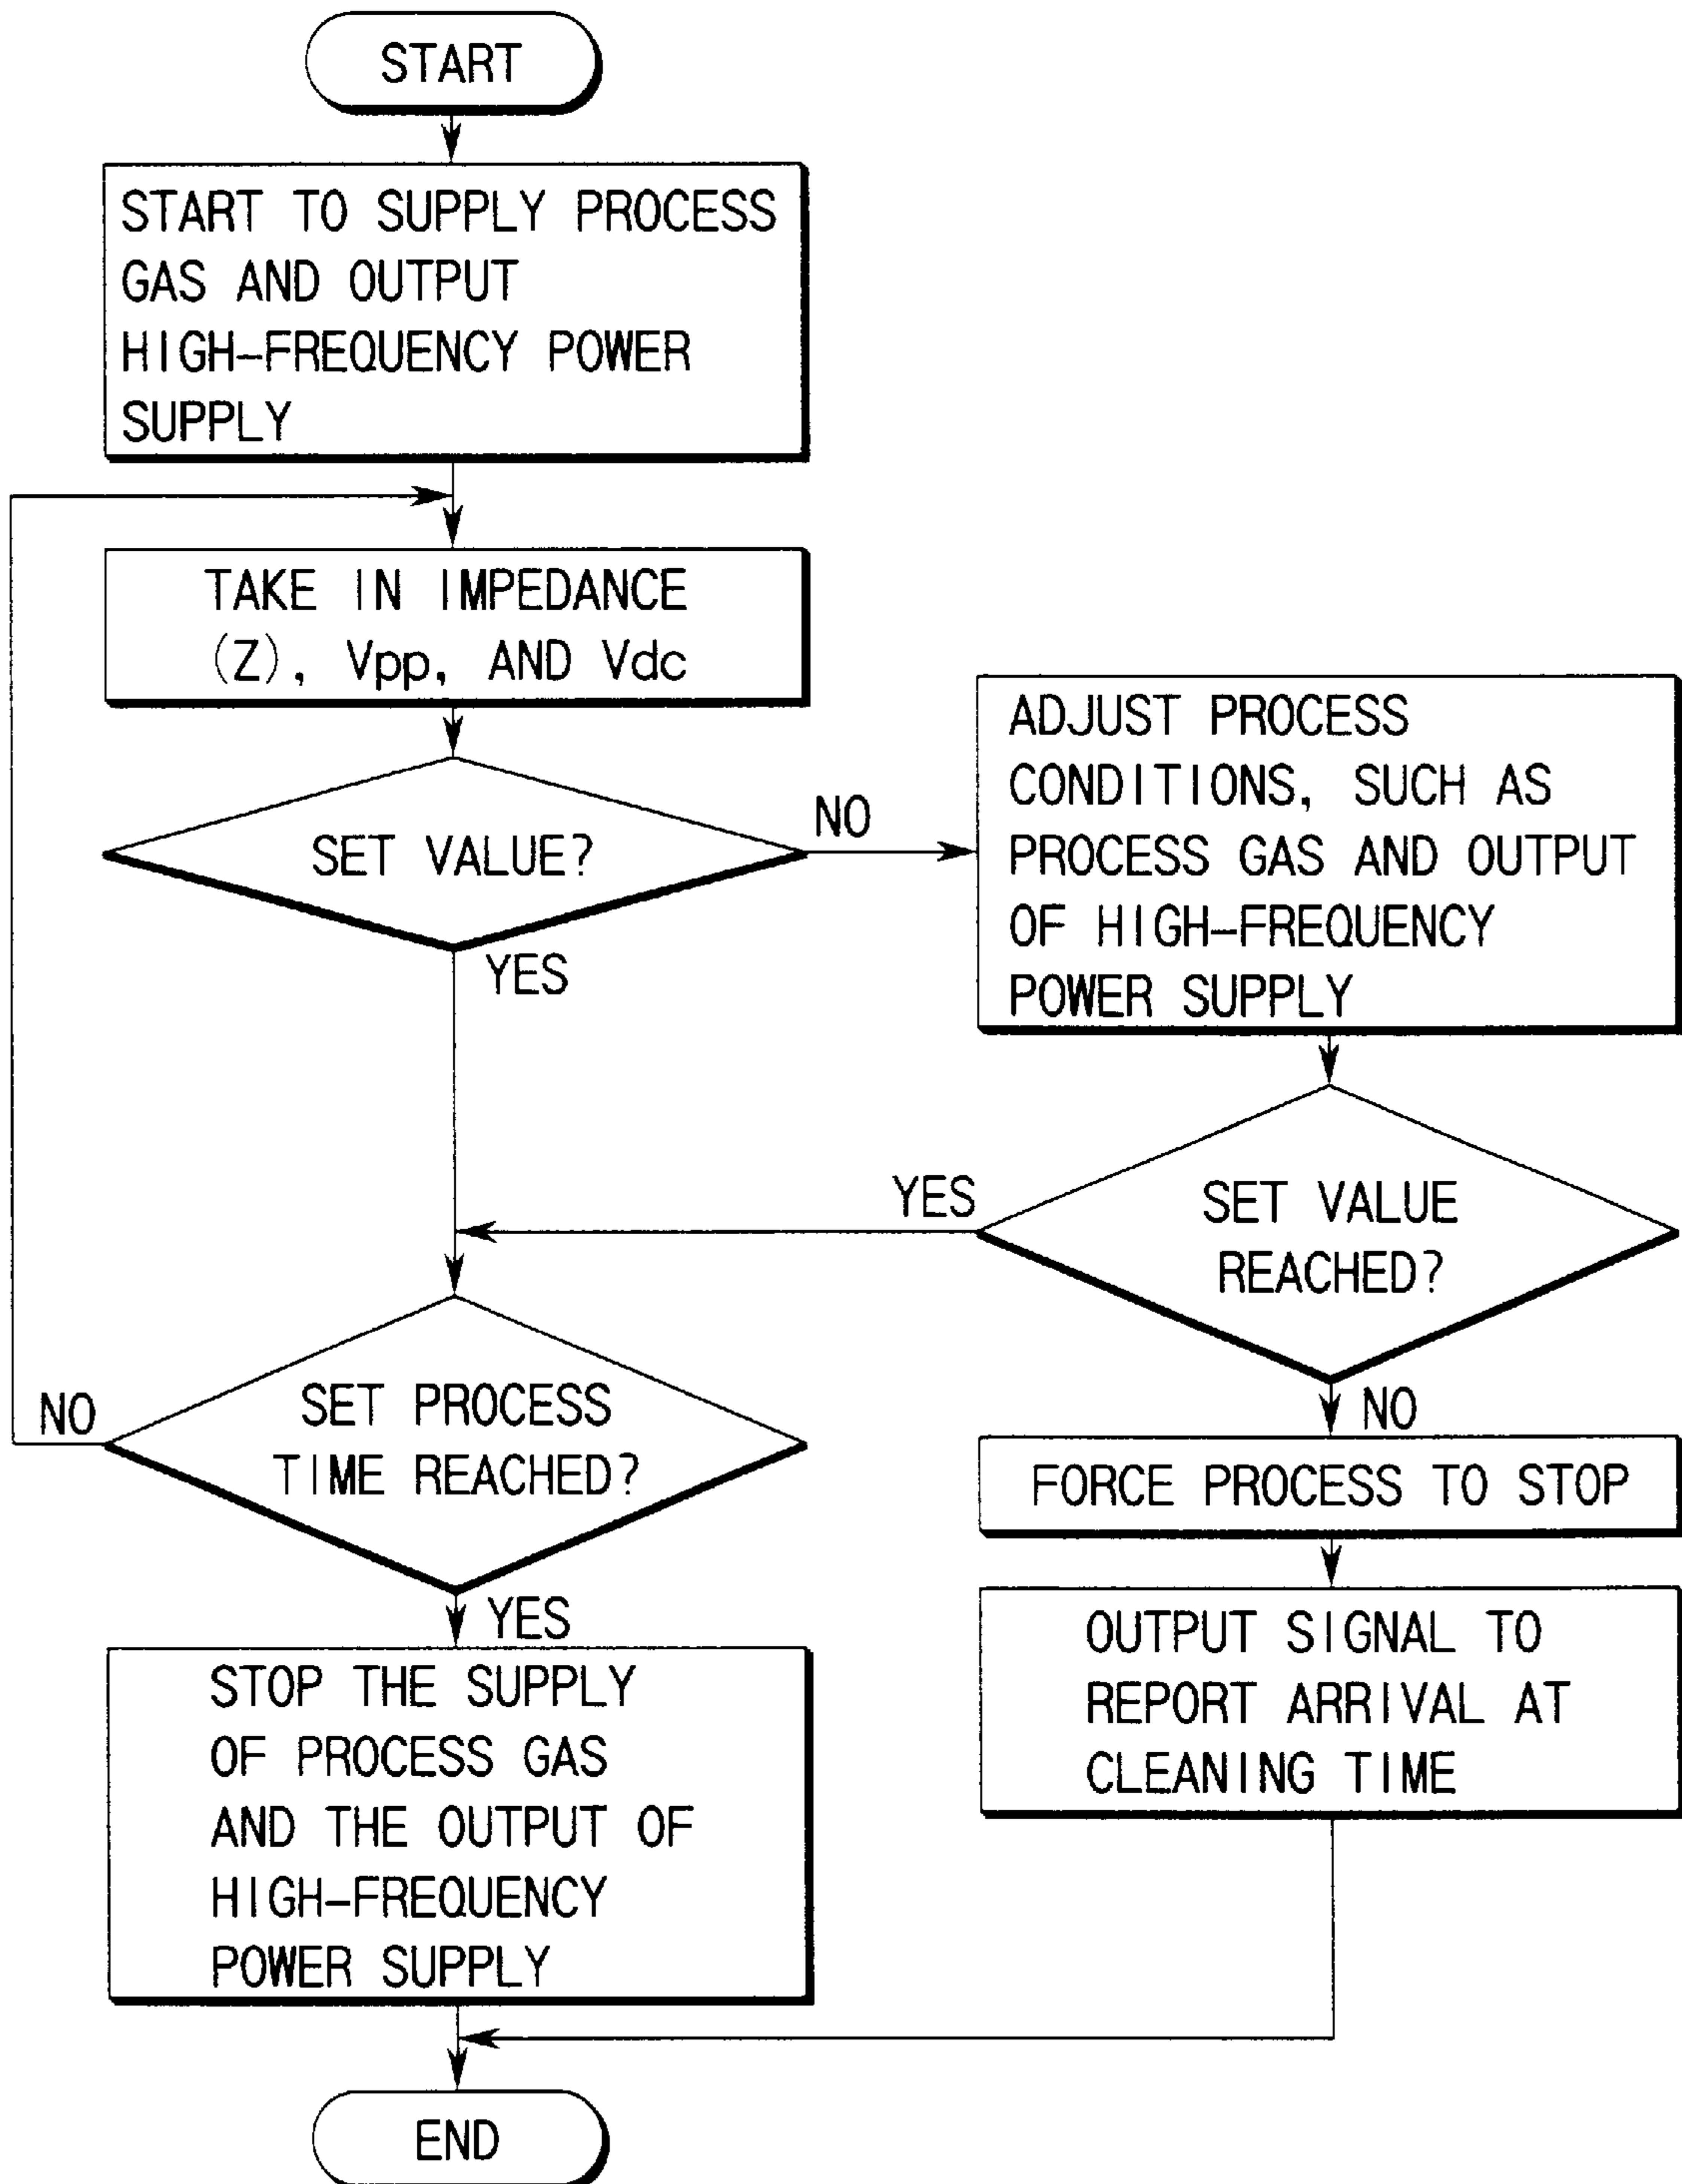 START
START TO SUPPLY PROCESS
GAS AND OUTPUT
HIGH-FREQUENCY POWER
SUPPLY
TAKE IN IMPEDANCE
(Z), Vpp, AND Vdc
SET VALUE?
NO
YES
ADJUST PROCESS
CONDITIONS, SUCH AS
PROCESS GAS AND OUTPUT
OF HIGH-FREQUENCY
POWER SUPPLY
SET VALUE
REACHED?
YES
NO
SET PROCESS
TIME REACHED?
NO
YES
FORCE PROCESS TO STOP
OUTPUT SIGNAL TO
REPORT ARRIVAL AT
CLEANING TIME
STOP THE SUPPLY
OF PROCESS GAS
AND THE OUTPUT OF
HIGH-FREQUENCY
POWER SUPPLY
END